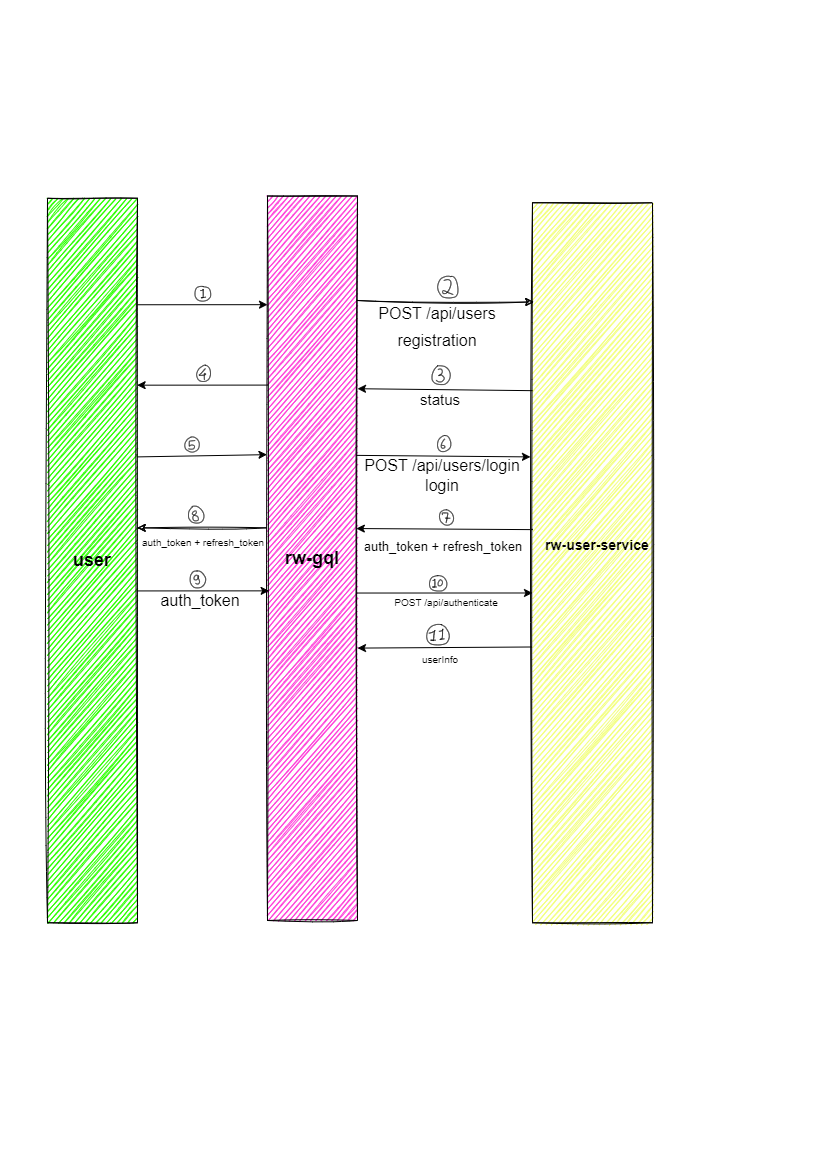 1
2
POST /api/users
registration
4
3
status
5
6
POST /api/users/login
login
8
7
auth_token + refresh_token
auth_token + refresh_token
user
rw-gql
rw-user-service
9
auth_token
10
POST /api/authenticate
11
userInfo